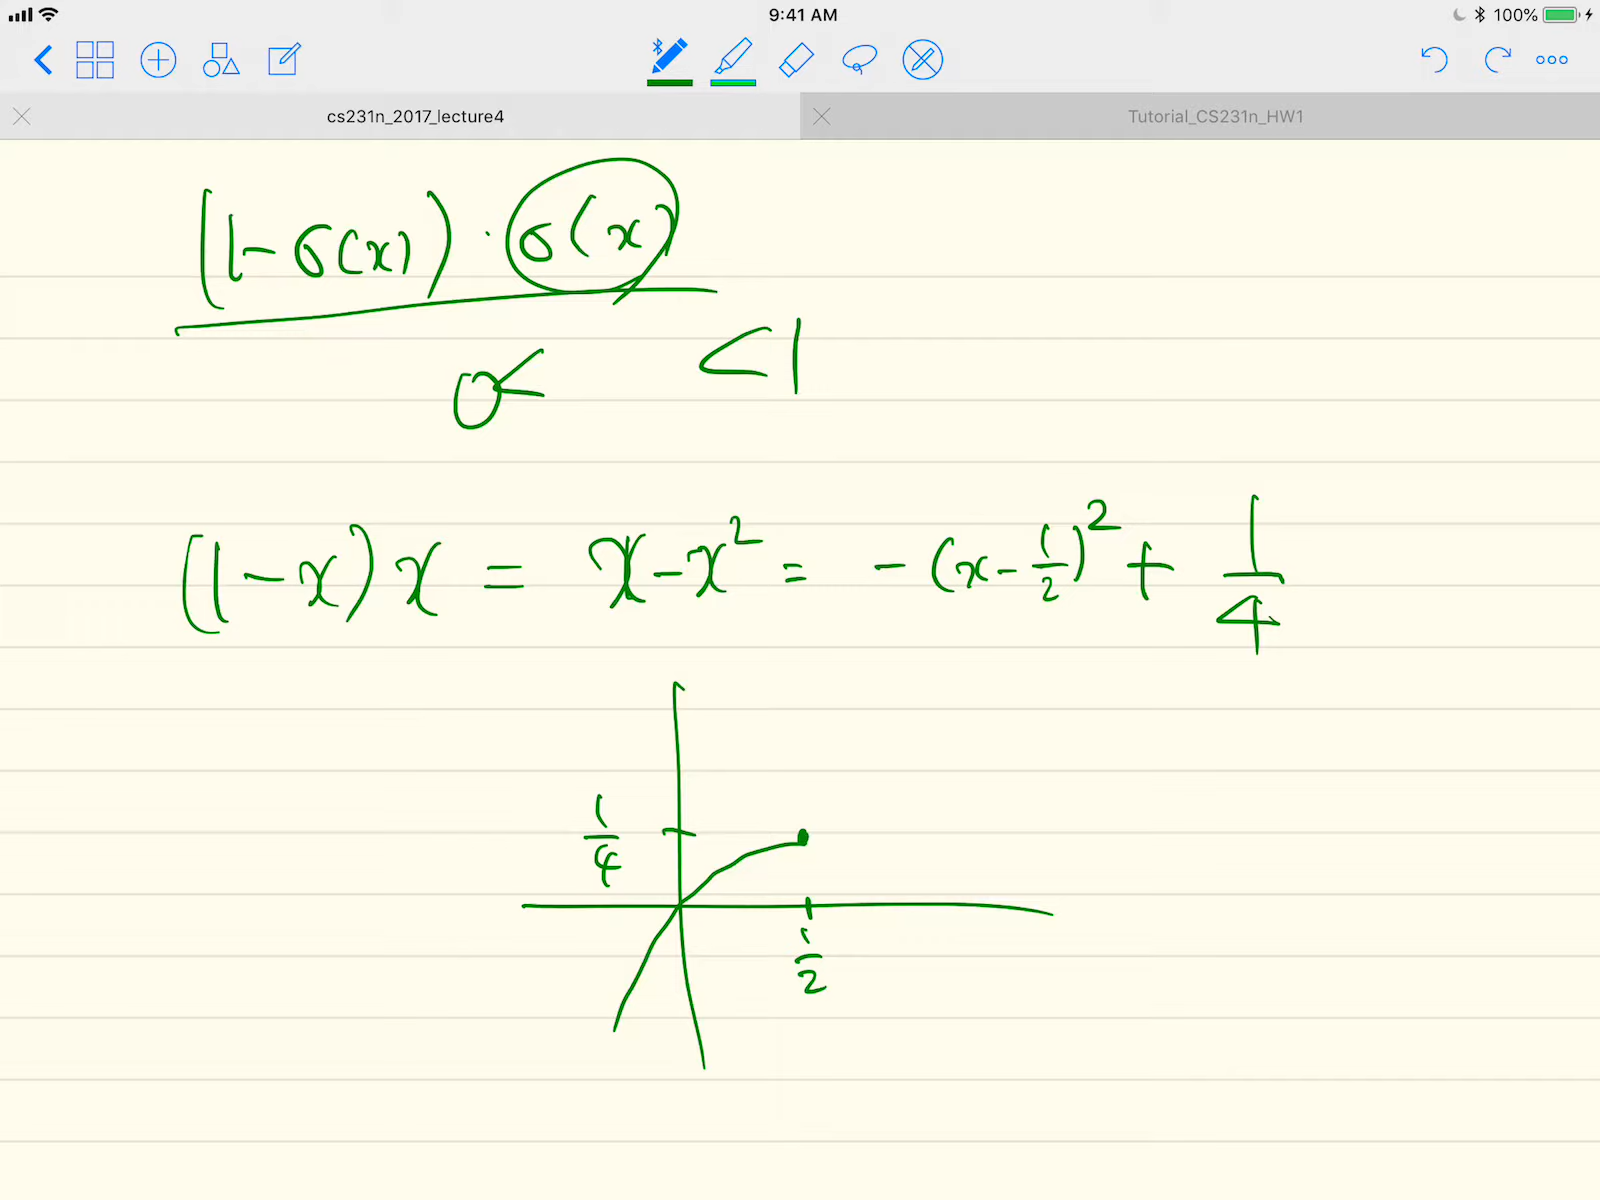 9:41 AM
100%
cs231n_2017_lecture4
Tutorial_CS231n_HW1
(1-σ(x)) · σ(x)
0< <1
(1-x)x = x-x² = -(x-1/2)² + 1/4
1/4
1/2